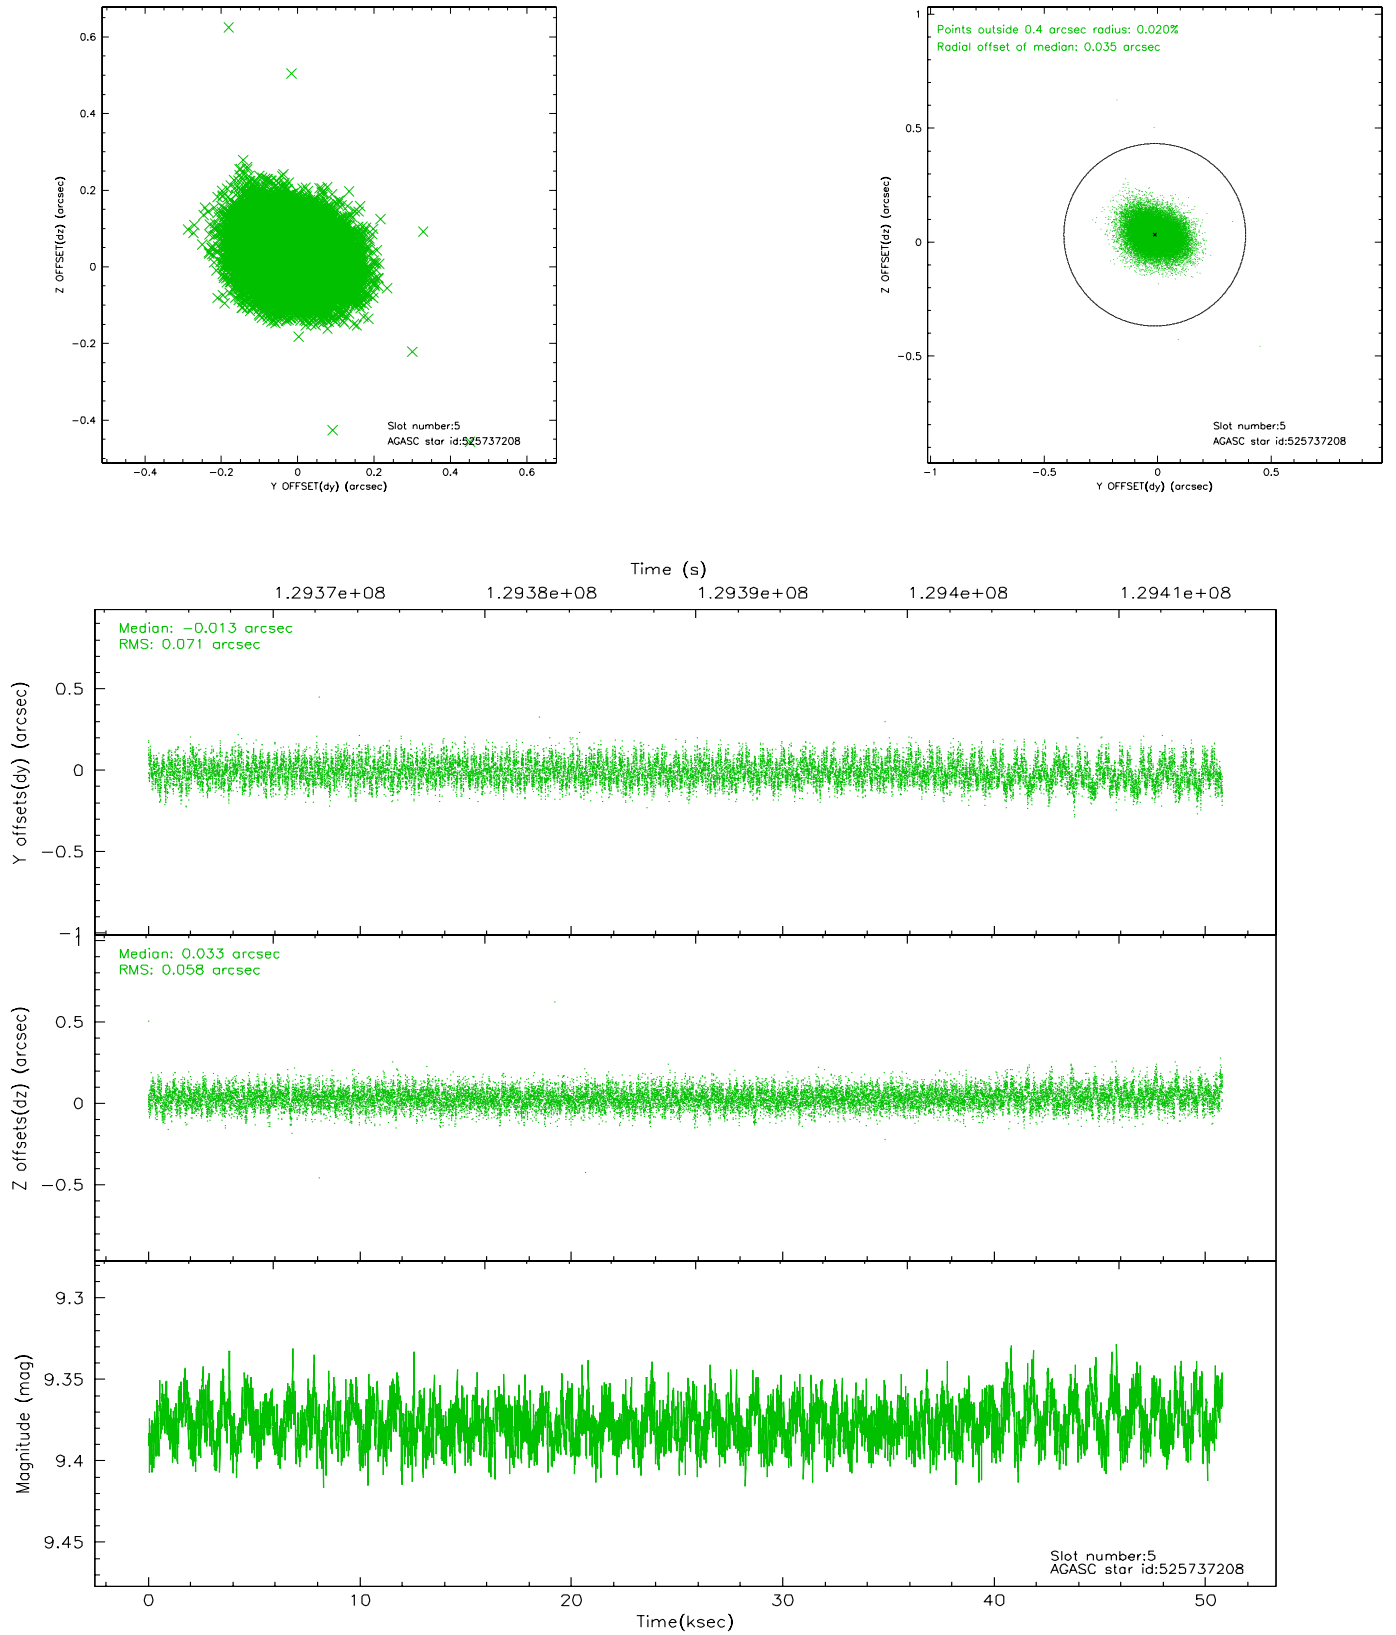 0.6
0.4
0.2
0
−0.2
−0.4
Z OFFSET(dz) (arcsec)
Slot number:5
AGASC star id:525737208
−0.4 −0.2 0 0.2 0.4 0.6
Y OFFSET(dy) (arcsec)
1
0.5
0
−0.5
Z OFFSET(dz) (arcsec)
Points outside 0.4 arcsec radius: 0.020%
Radial offset of median: 0.035 arcsec
Slot number:5
AGASC star id:525737208
−1 −0.5 0 0.5
Y OFFSET(dy) (arcsec)
Time (s)
1.2937e+08 1.2938e+08 1.2939e+08 1.294e+08 1.2941e+08
Median: −0.013 arcsec
RMS: 0.071 arcsec
0.5
0
−0.5
−1
Y offsets(dy) (arcsec)
1
Median: 0.033 arcsec
RMS: 0.058 arcsec
0.5
0
−0.5
Z offsets(dz) (arcsec)
9.3
9.35
9.4
9.45
Magnitude (mag)
Slot number:5
AGASC star id:525737208
0 10 20 30 40 50
Time(ksec)